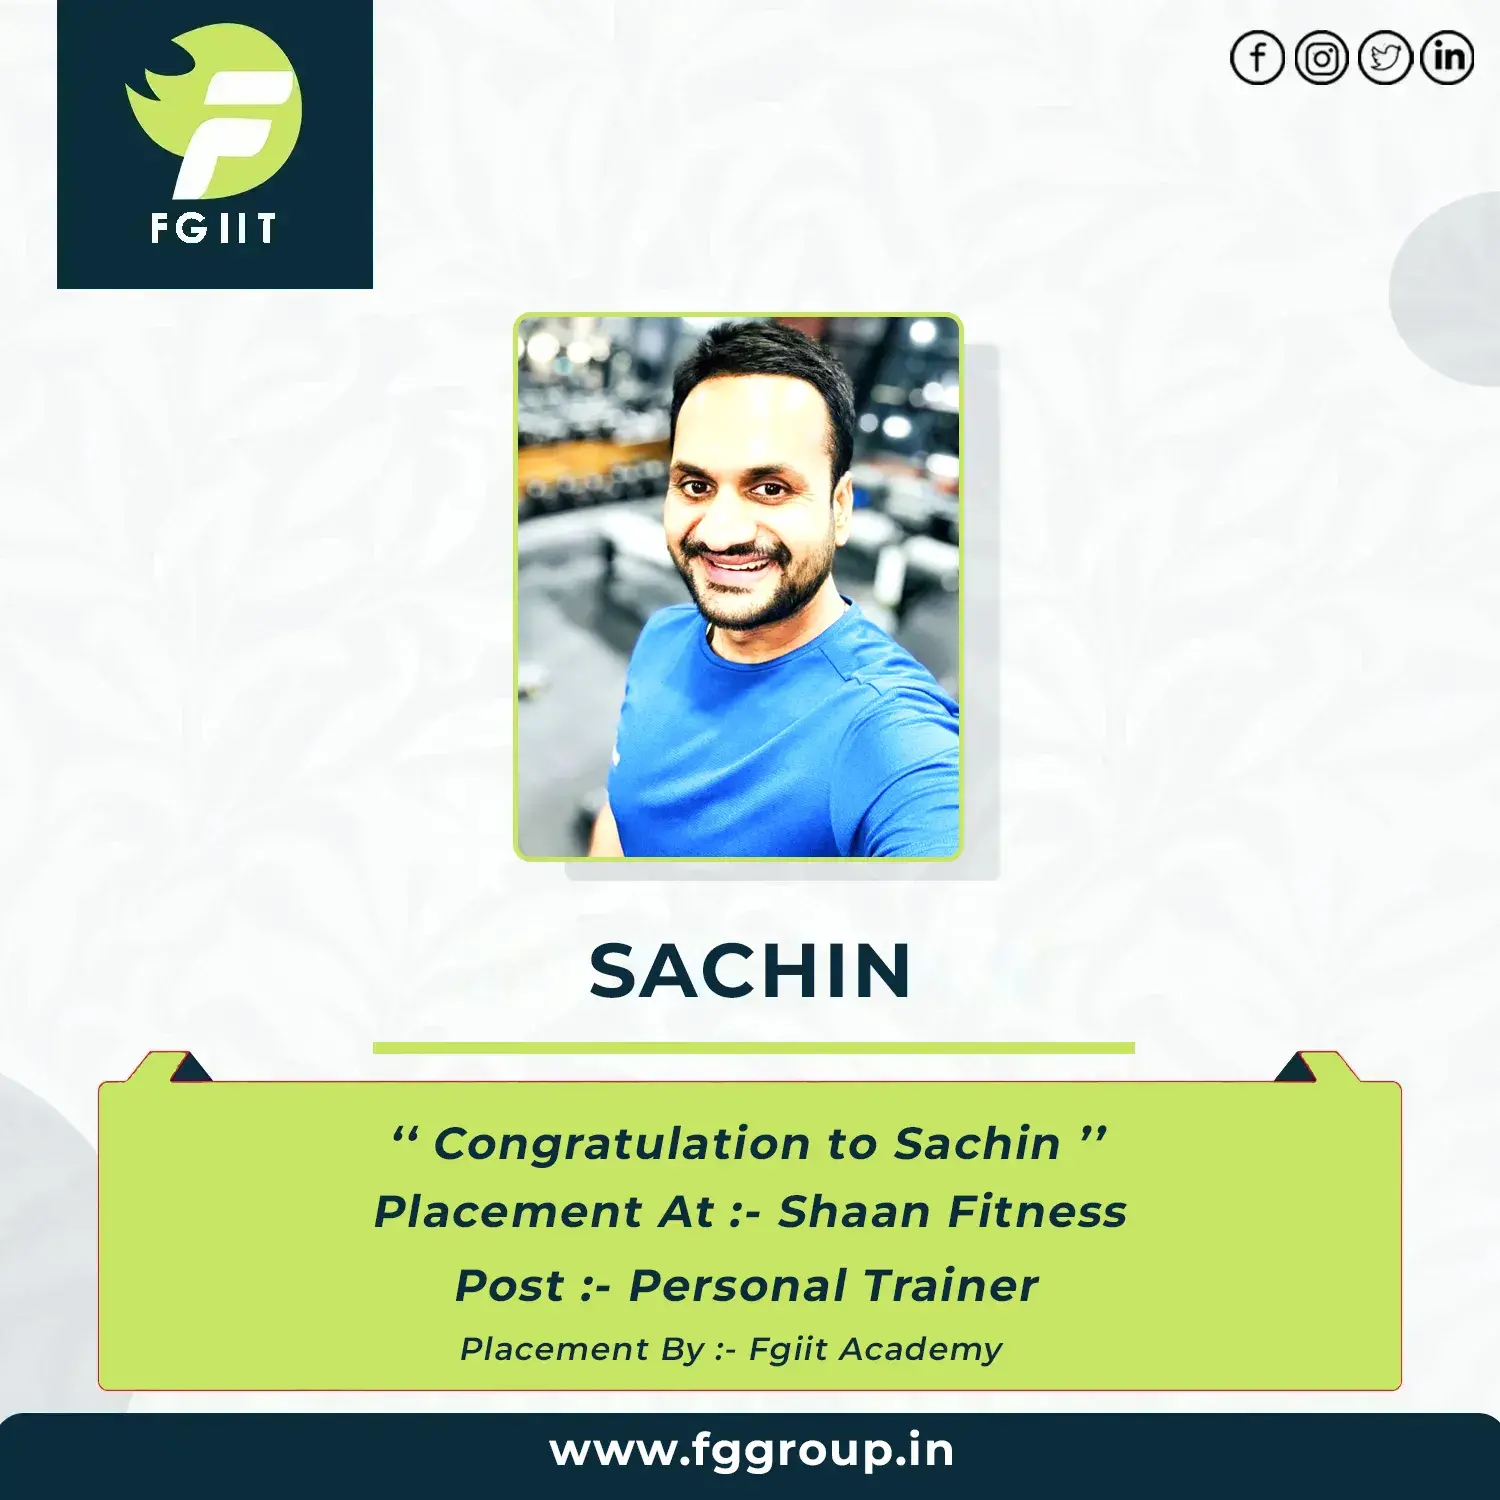 FGIIT
SACHIN
‘‘ Congratulation to Sachin ’’
Placement At :- Shaan Fitness
Post :- Personal Trainer
Placement By :- Fgiit Academy
www.fggroup.in